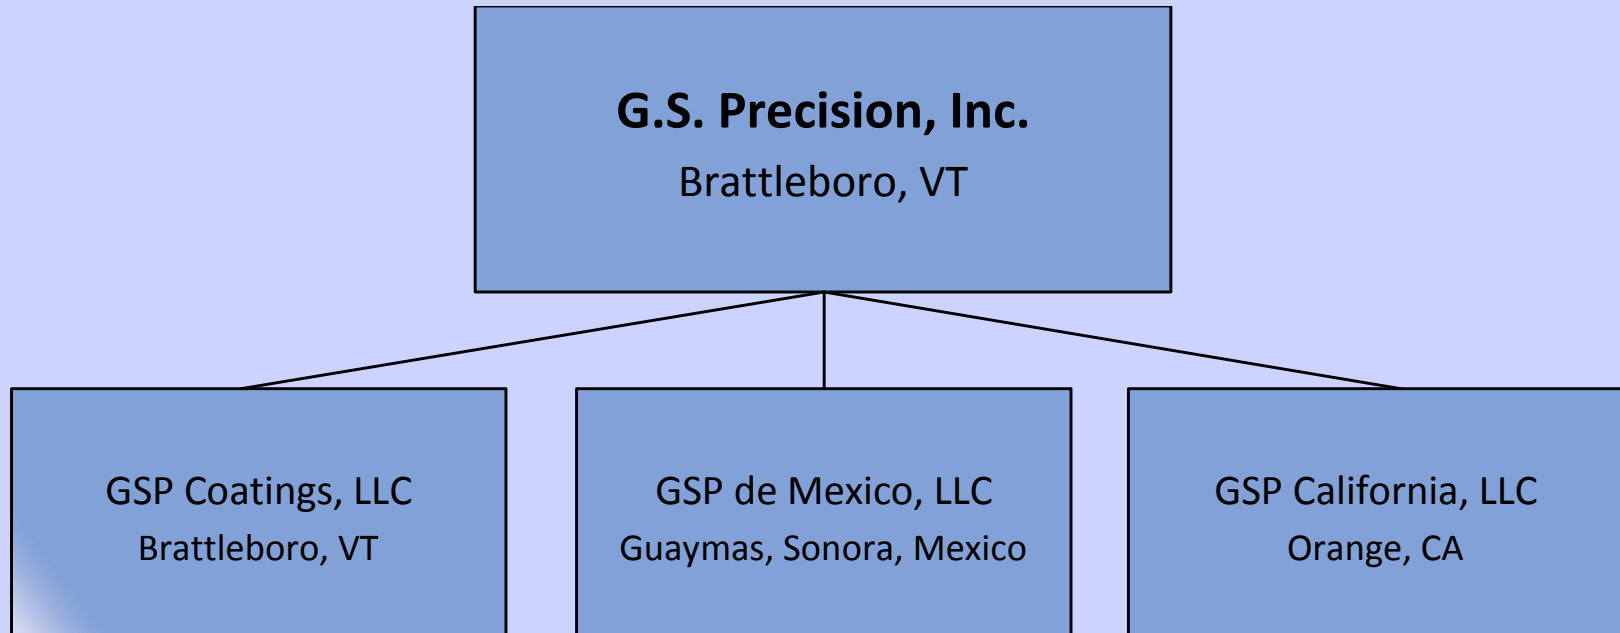 G.S. Precision, Inc.
Brattleboro, VT
GSP Coatings, LLC
Brattleboro, VT
GSP de Mexico, LLC
Guaymas, Sonora, Mexico
GSP California, LLC
Orange, CA